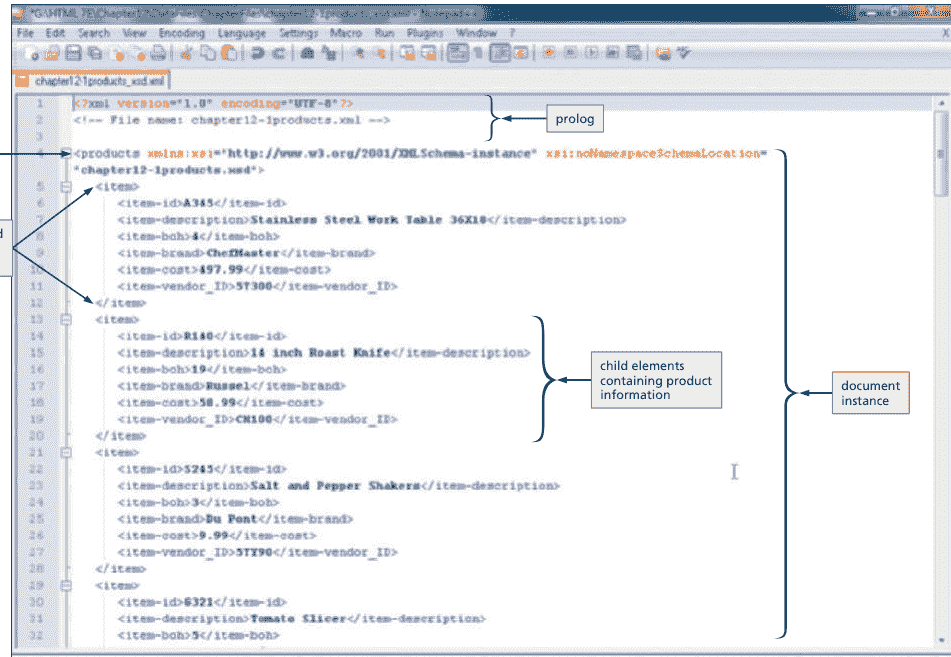 File Edit Search View Encoding Language Settings Macro Run Plugins Window ? X
chapter12-1products_xsd.xml
1 <?xml version="1.0" encoding="UTF-8"?>
2 <!-- File name: chapter12-1products.xml -->
3
prolog
4 <products xmlns:xsi="http://www.w3.org/2001/XMLSchema-instance" xsi:noNamespaceSchemaLocation=
"chapter12-1products.xsd">
5 <item>
6 <item-id>A345</item-id>
7 <item-description>Stainless Steel Work Table 36X18</item-description>
8 <item-boh>4</item-boh>
9 <item-brand>ChefMaster</item-brand>
10 <item-cost>497.99</item-cost>
11 <item-vendor_ID>5T300</item-vendor_ID>
12 </item>
13 <item>
14 <item-id>R140</item-id>
15 <item-description>14 inch Roast Knife</item-description>
16 <item-boh>19</item-boh>
17 <item-brand>Russel</item-brand>
18 <item-cost>58.99</item-cost>
19 <item-vendor_ID>CM100</item-vendor_ID>
20 </item>
child elements
containing product
information
document
instance
21 <item>
22 <item-id>S245</item-id>
23 <item-description>Salt and Pepper Shakers</item-description>
24 <item-boh>3</item-boh>
25 <item-brand>Du Pont</item-brand>
26 <item-cost>9.99</item-cost>
27 <item-vendor_ID>5TY90</item-vendor_ID>
28 </item>
29 <item>
30 <item-id>G321</item-id>
31 <item-description>Tomato Slicer</item-description>
32 <item-boh>5</item-boh>